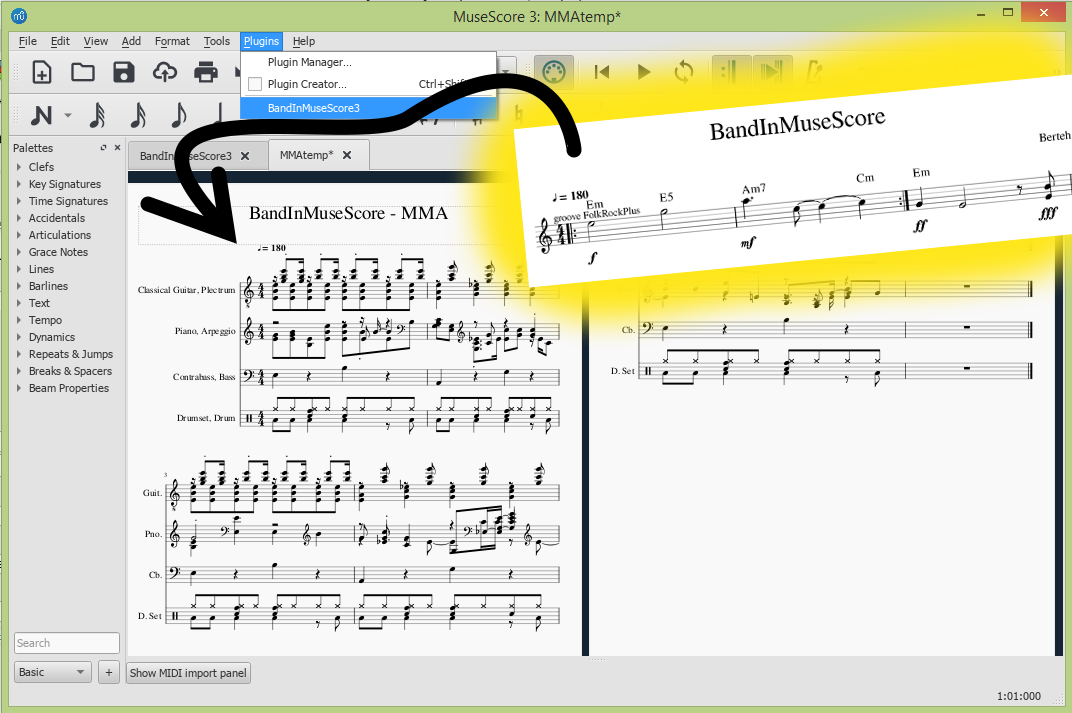 MuseScore 3: MMAtemp*
File Edit View Add Format Tools Plugins Help
Plugin Manager...
Plugin Creator... Ctrl+Shift
BandInMuseScore3
Palettes
Clefs
Key Signatures
Time Signatures
Accidentals
Articulations
Grace Notes
Lines
Barlines
Text
Tempo
Dynamics
Repeats & Jumps
Breaks & Spacers
Beam Properties
Search
Basic
+
Show MIDI import panel
1:01:000
MMAtemp*
BandInMuseScore - MMA
♩= 180
Classical Guitar, Plectrum
Piano, Arpeggio
Contrabass, Bass
Drumset, Drum
3
Guit.
Pno.
Cb.
D. Set
Cb.
D. Set
BandInMuseScore
Berteh
♩= 180
Em E5 Am7 Cm Em
groove FolkRockPlus
f mf ff fff